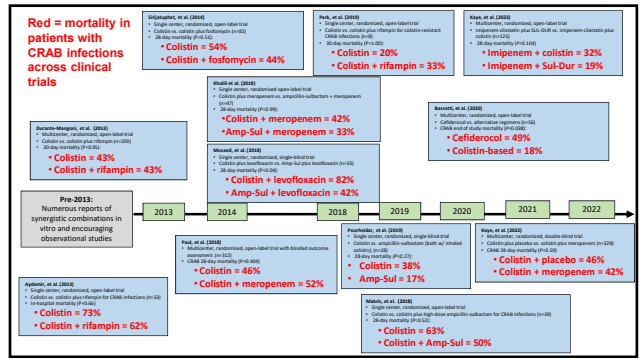 Red = mortality in
patients with
CRAB infections
across clinical
trials
Sirijatuphat, et al. (2014)
• Single center, randomized, open-label trial
• Colistin vs. colistin plus fosfomycin (n=82)
• 28-day mortality (P=0.51):
• Colistin = 54%
• Colistin + fosfomycin = 44%
Park, et al. (2019)
• Single center, randomized, open-label trial
• Colistin vs. colistin plus rifampin for colistin-resistant
CRAB infections (n=8)
• 30-day mortality (P=1.00):
• Colistin = 20%
• Colistin + rifampin = 33%
Kaye, et al. (2023)
• Multicenter, randomized, open-label trial
• Imipenem-cilastatin plus SUL-DUR vs. imipenem-cilastatin plus
colistin (n=125)
• 28-day mortality (P=0.104)
• Imipenem + colistin = 32%
• Imipenem + Sul-Dur = 19%
Khalili et al. (2018)
• Single center, randomized open-label trial
• Colistin plus meropenem vs. ampicillin-sulbactam + meropenem
(n=47)
• 28-day mortality (P=0.99):
• Colistin + meropenem = 42%
• Amp-Sul + meropenem = 33%
Bassetti, et al. (2020)
• Multicenter, randomized, open-label trial
• Cefiderocol vs. alternative regimens (n=56)
• CRAB end of study mortality (P=0.038):
• Cefiderocol = 49%
• Colistin-based = 18%
Durante-Mangoni, et al. (2013)
• Multicenter, randomized, open-label trial
• Colistin vs. colistin plus rifampin (n=209)
• 30-day mortality (P=0.95):
• Colistin = 43%
• Colistin + rifampin = 43%
Mosaed, et al. (2018)
• Single center, randomized, single-blind trial
• Colistin plus levofloxacin vs. Amp-Sul plus levofloxacin (n=33)
• 28-day mortality (P=0.04):
• Colistin + levofloxacin = 82%
• Amp-Sul + levofloxacin = 42%
Pre-2013:
Numerous reports of
synergistic combinations in
vitro and encouraging
observational studies
2013
2014
2018
2019
2020
2021
2022
Paul, et al. (2018)
• Multicenter, randomized, open-label trial with blinded outcome
assessment (n=312)
• CRAB 28-day mortality (P=0.404)
• Colistin = 46%
• Colistin + meropenem = 52%
Pourheidar, et al. (2019)
• Single center, randomized, single-blind trial
• Colistin vs. ampicillin-sulbactam (both w/ inhaled
colistin); (n=28)
• 28-day mortality (P=0.27):
• Colistin = 38%
• Amp-Sul = 17%
Kaye, et al. (2022)
• Multicenter, randomized, double-blind trial
• Colistin plus placebo vs. colistin plus meropenem (n=328)
• CRAB 28-day mortality (P=0.50)
• Colistin + placebo = 46%
• Colistin + meropenem = 42%
Aydemir, et al. (2013)
• Single center, randomized, open-label trial
• Colistin vs. colistin plus rifampin for CRAB infections (n=33)
• In-hospital mortality (P=0.66)
• Colistin = 73%
• Colistin + rifampin = 62%
Makris, et al. (2018)
• Single center, randomized, open-label trial
• Colistin vs. colistin plus high-dose ampicillin-sulbactam for CRAB infections (n=39)
• 28-day mortality (P=0.52):
• Colistin = 63%
• Colistin + Amp-Sul = 50%